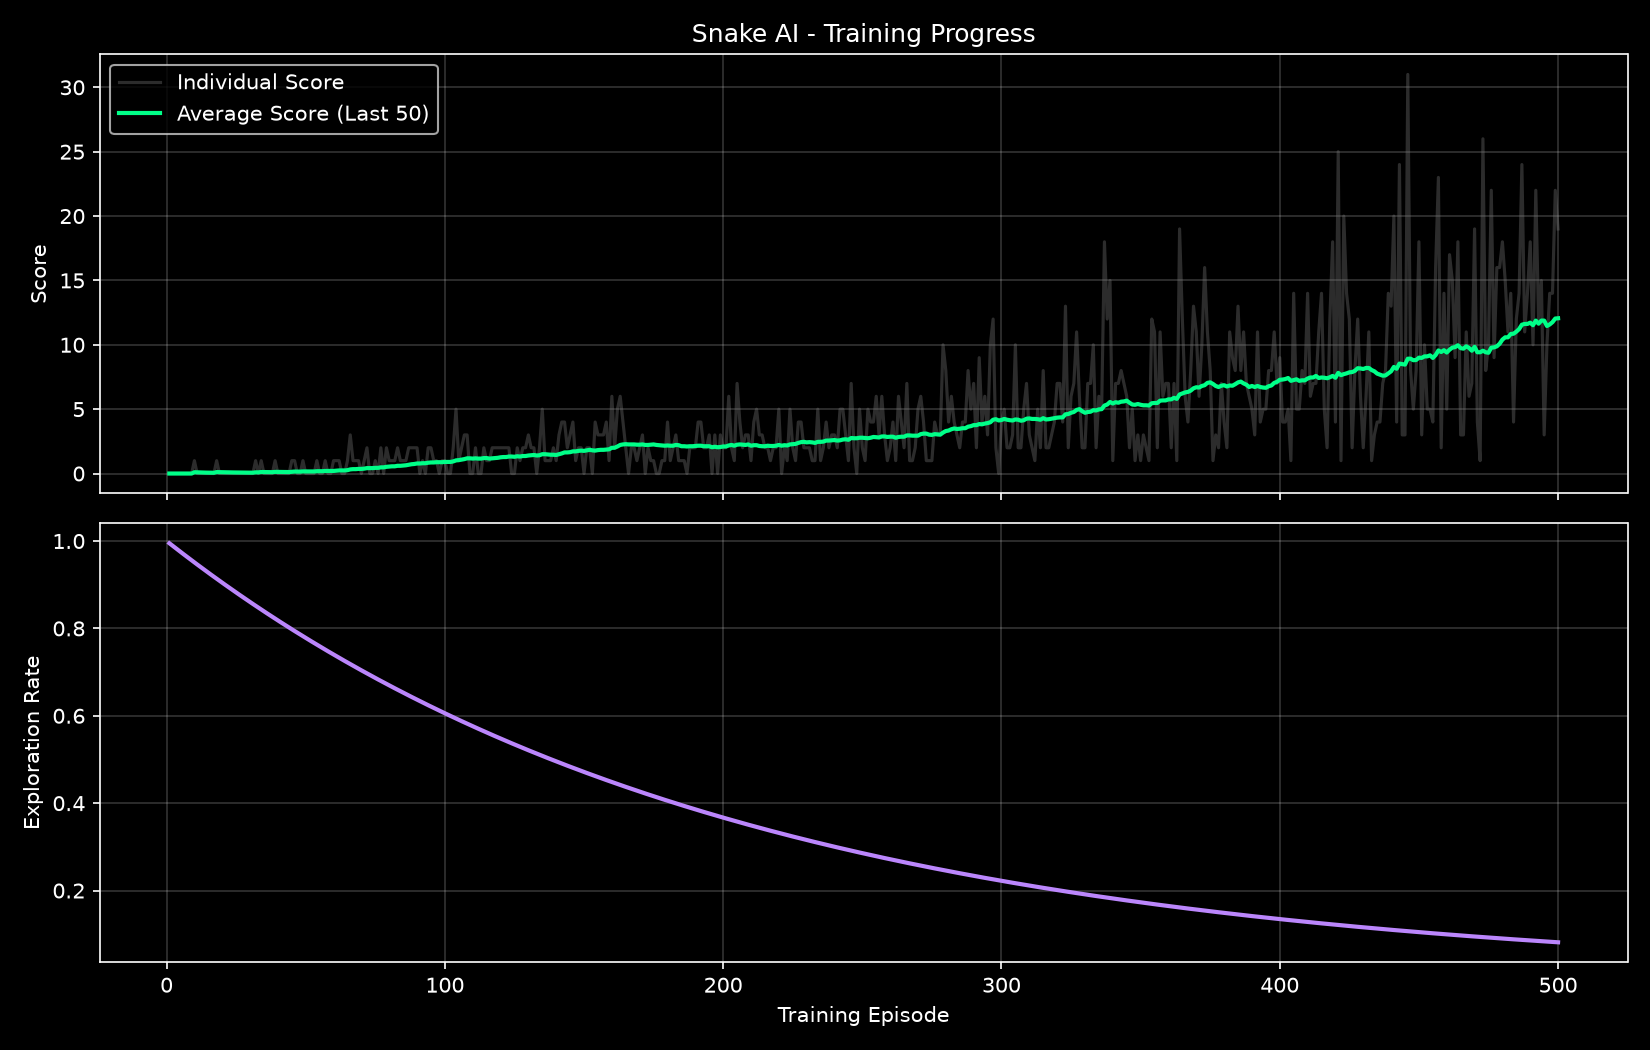 Snake AI - Training Progress
Individual Score
Average Score (Last 50)
30
25
20
15
10
5
0
Score
1.0
0.8
0.6
0.4
0.2
Exploration Rate
0 100 200 300 400 500
Training Episode